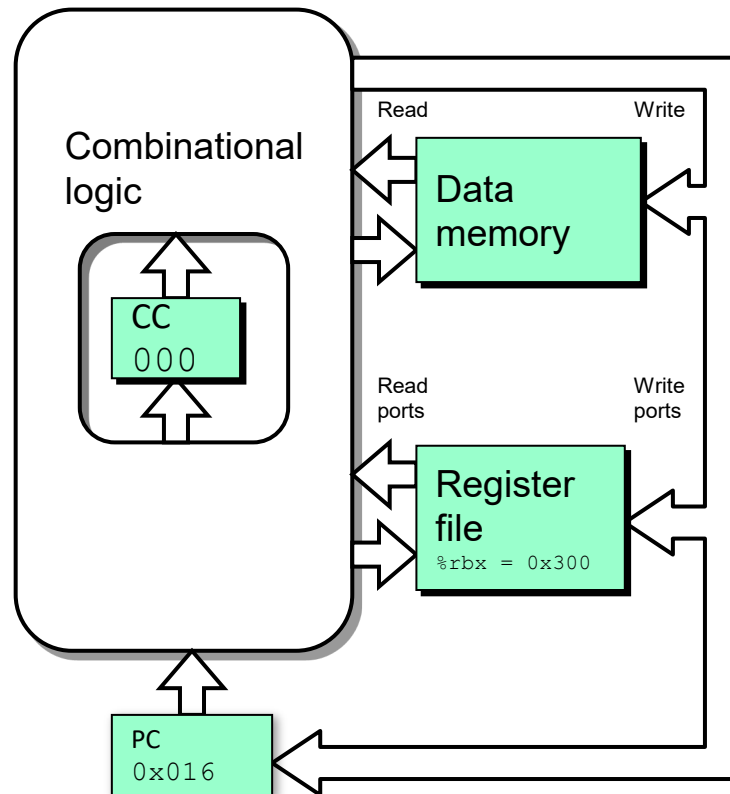 Read
Write
Combinational
logic
Data
memory
CC
000
Read
ports
Write
ports
Register
file
%rbx = 0x300
PC
0x016